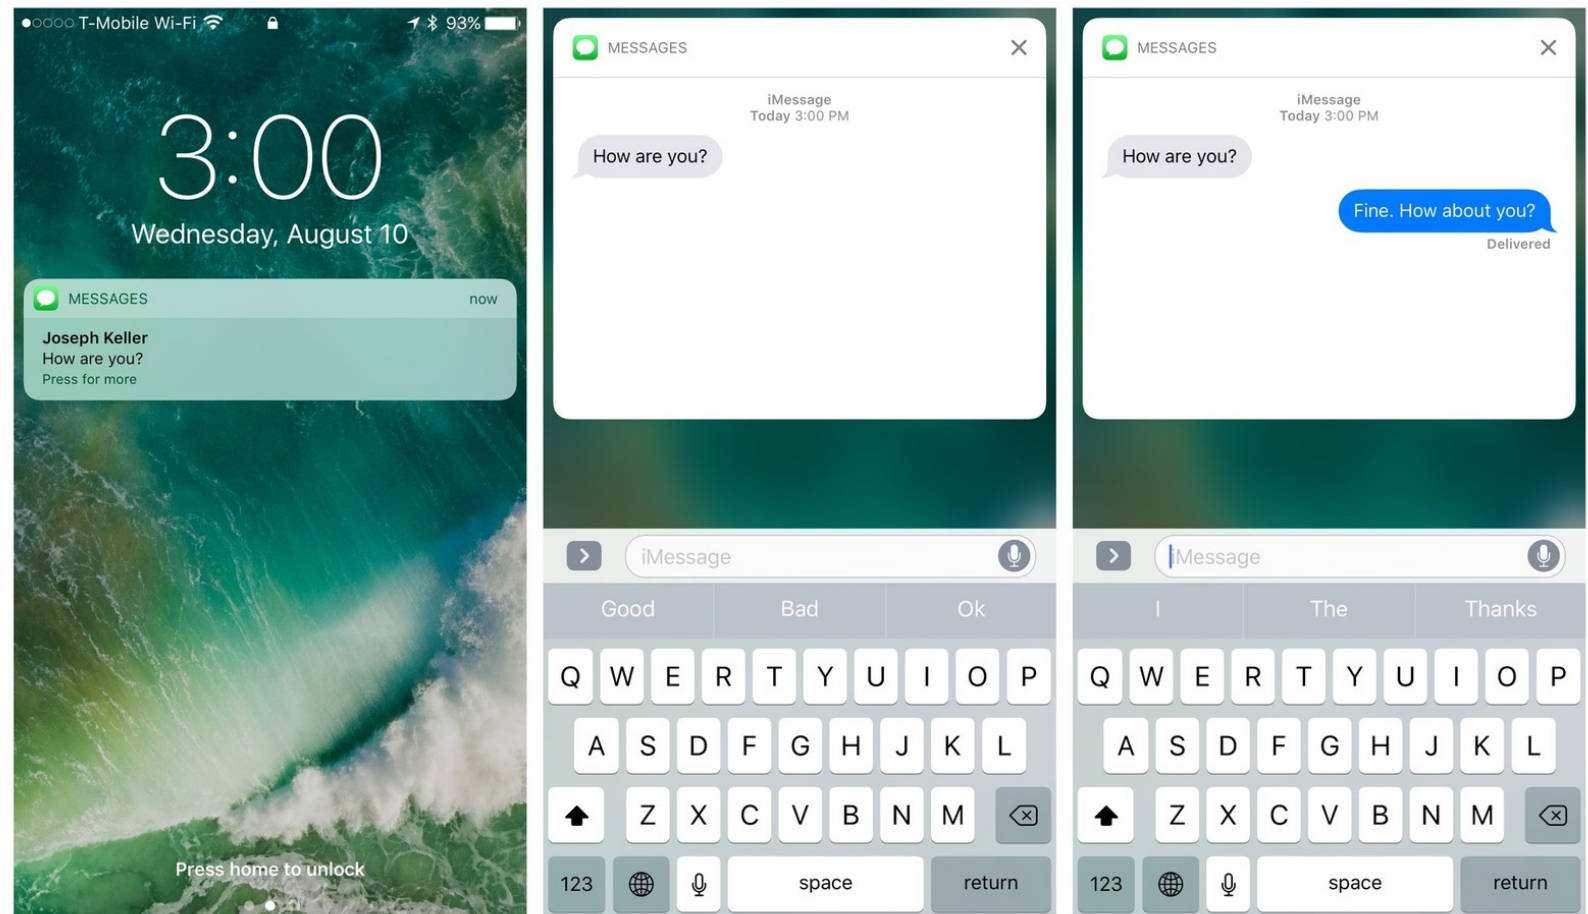 T-Mobile Wi-Fi 93%
3:00
Wednesday, August 10
MESSAGES now
Joseph Keller
How are you?
Press for more
Press home to unlock
MESSAGES
iMessage
Today 3:00 PM
How are you?
iMessage
Good Bad Ok
Q W E R T Y U I O P
A S D F G H J K L
Z X C V B N M
123 space return
MESSAGES
iMessage
Today 3:00 PM
How are you?
Fine. How about you?
Delivered
iMessage
I The Thanks
Q W E R T Y U I O P
A S D F G H J K L
Z X C V B N M
123 space return